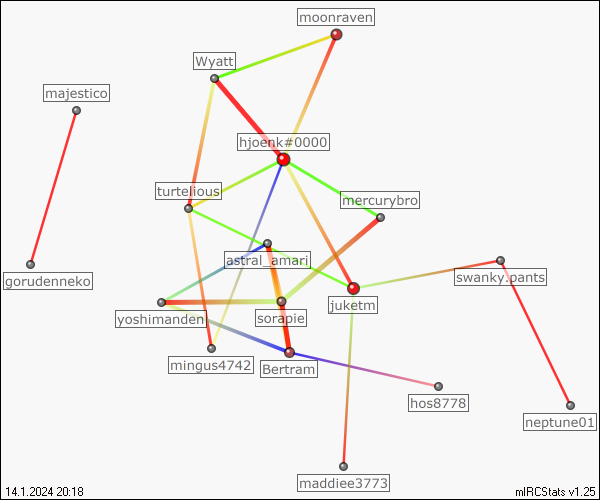 moonraven
Wyatt
majestico
hjoenk#0000
turtelious
mercurybro
astral_amari
swanky.pants
gorudenneko
juketm
yoshimanden
sorapie
mingus4742
Bertram
hos8778
neptune01
maddiee3773
14.1.2024 20:18
mIRCStats v1.25